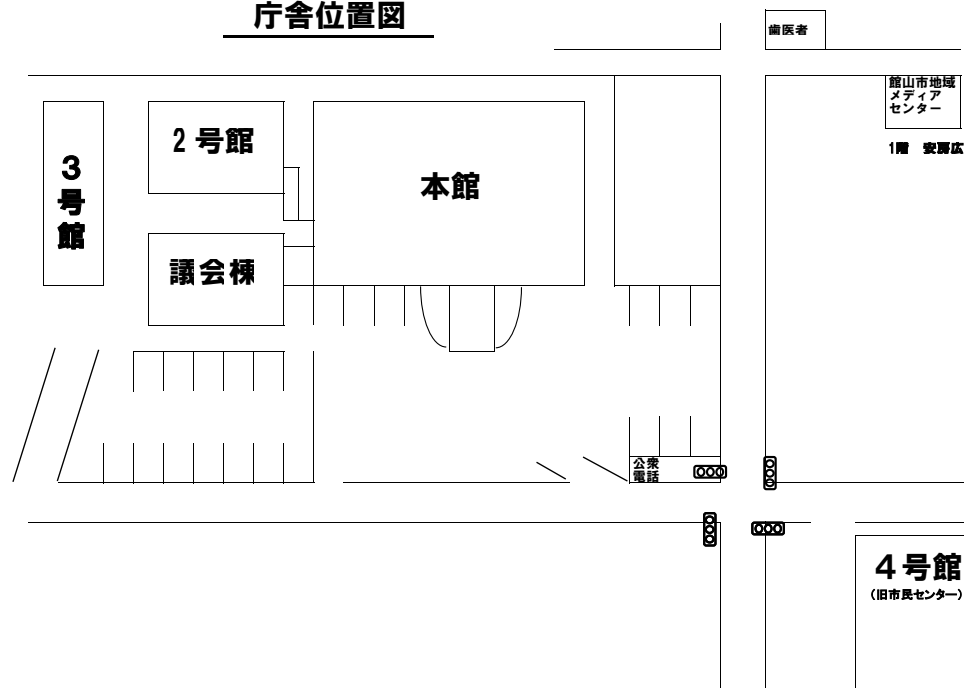 庁舎位置図
歯医者
館山市地域
メディア
センター
1階 安房広
2号館
3号館
本館
議会棟
公衆
電話
4号館
(旧市民センター)